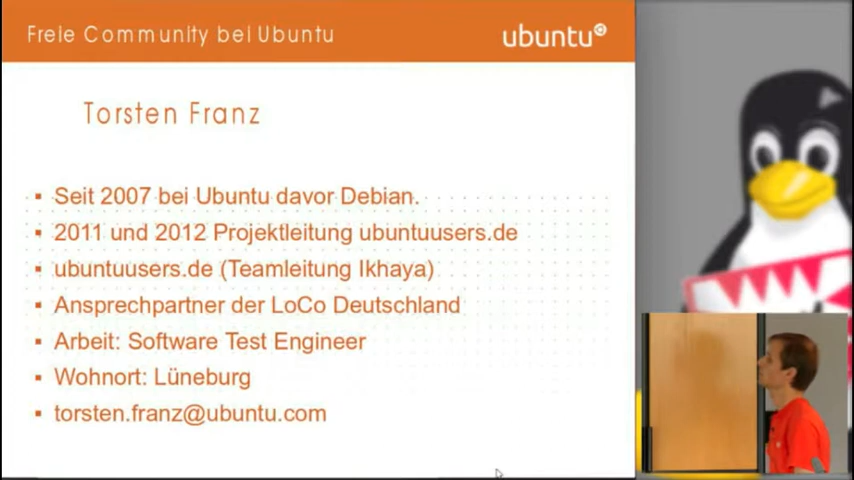 Freie Community bei Ubuntu
ubuntu
Torsten Franz
Seit 2007 bei Ubuntu davor Debian.
2011 und 2012 Projektleitung ubuntuusers.de
ubuntuusers.de (Teamleitung Ikhaya)
Ansprechpartner der LoCo Deutschland
Arbeit: Software Test Engineer
Wohnort: Lüneburg
torsten.franz@ubuntu.com